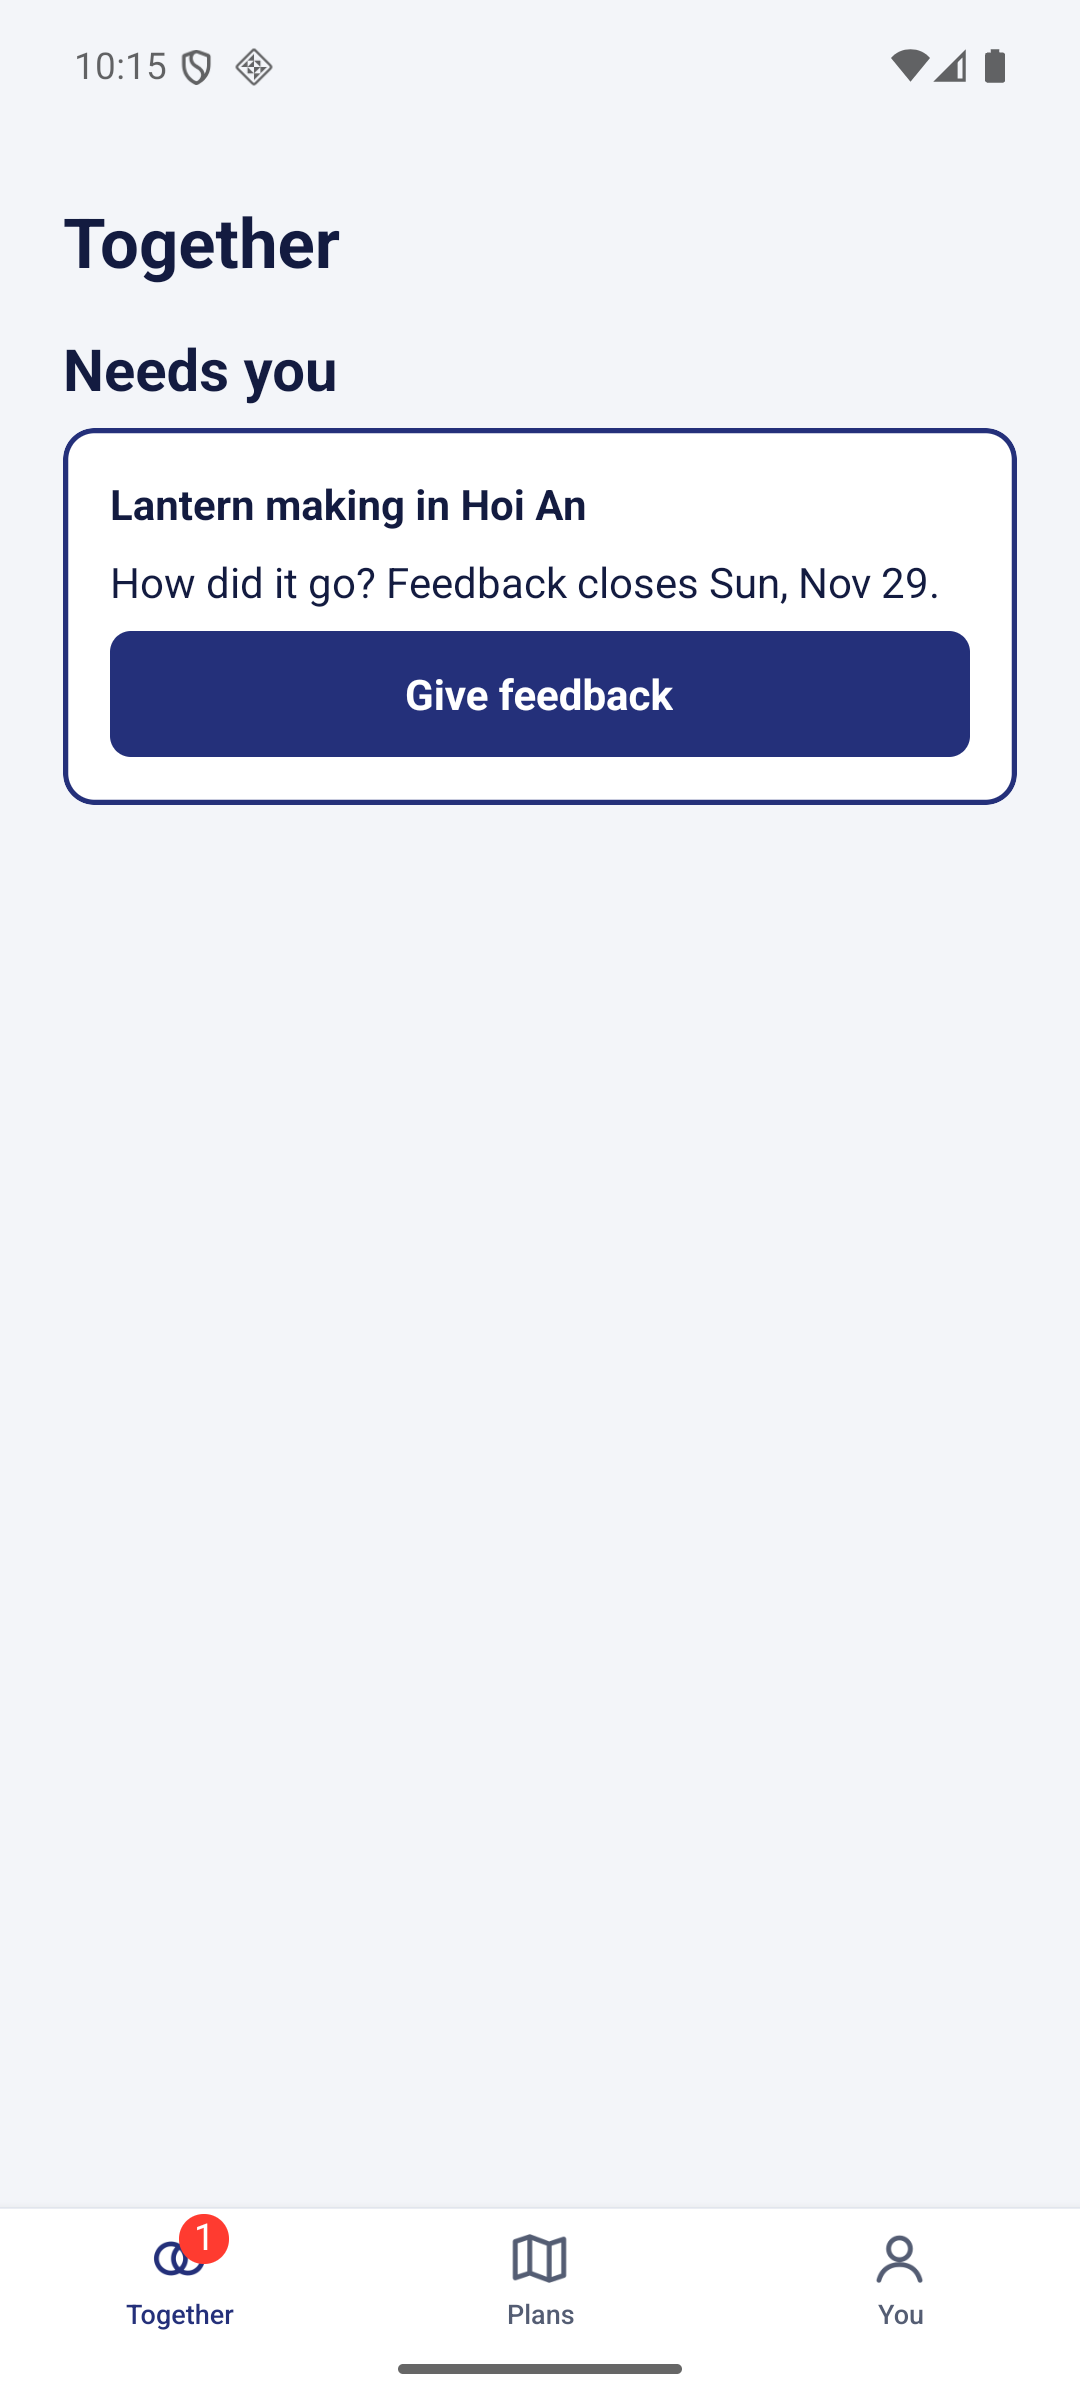 10:15
Together
Needs you
Lantern making in Hoi An
How did it go? Feedback closes Sun, Nov 29.
Give feedback
1
Together
Plans
You